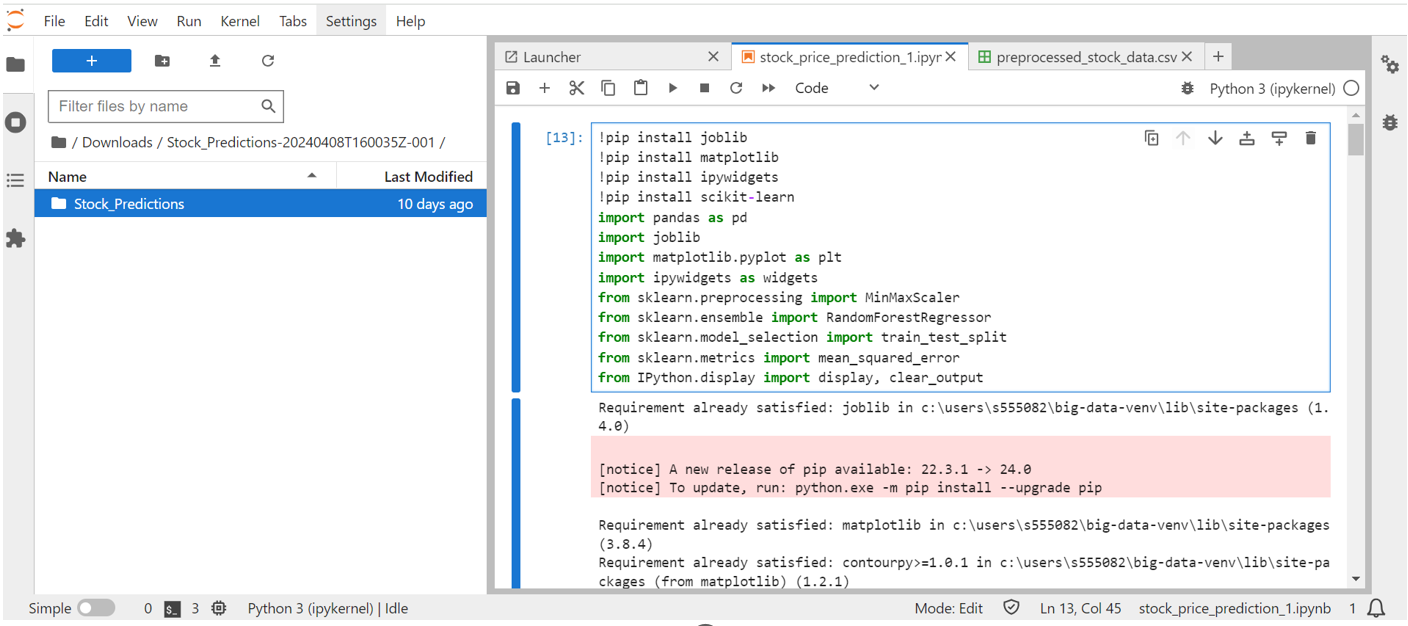 File Edit View Run Kernel Tabs Settings Help
+
Filter files by name
/ Downloads / Stock_Predictions-20240408T160035Z-001 /
Name Last Modified
Stock_Predictions 10 days ago
Launcher stock_price_prediction_1.ipyr preprocessed_stock_data.csv +
Code Python 3 (ipykernel)
[13]: !pip install joblib
!pip install matplotlib
!pip install ipywidgets
!pip install scikit-learn
import pandas as pd
import joblib
import matplotlib.pyplot as plt
import ipywidgets as widgets
from sklearn.preprocessing import MinMaxScaler
from sklearn.ensemble import RandomForestRegressor
from sklearn.model_selection import train_test_split
from sklearn.metrics import mean_squared_error
from IPython.display import display, clear_output
Requirement already satisfied: joblib in c:\users\s555082\big-data-venv\lib\site-packages (1.
4.0)
[notice] A new release of pip available: 22.3.1 -> 24.0
[notice] To update, run: python.exe -m pip install --upgrade pip
Requirement already satisfied: matplotlib in c:\users\s555082\big-data-venv\lib\site-packages
(3.8.4)
Requirement already satisfied: contourpy>=1.0.1 in c:\users\s555082\big-data-venv\lib\site-pa
ckages (from matplotlib) (1.2.1)
Simple 0 $_ 3 Python 3 (ipykernel) | Idle Mode: Edit Ln 13, Col 45 stock_price_prediction_1.ipynb 1